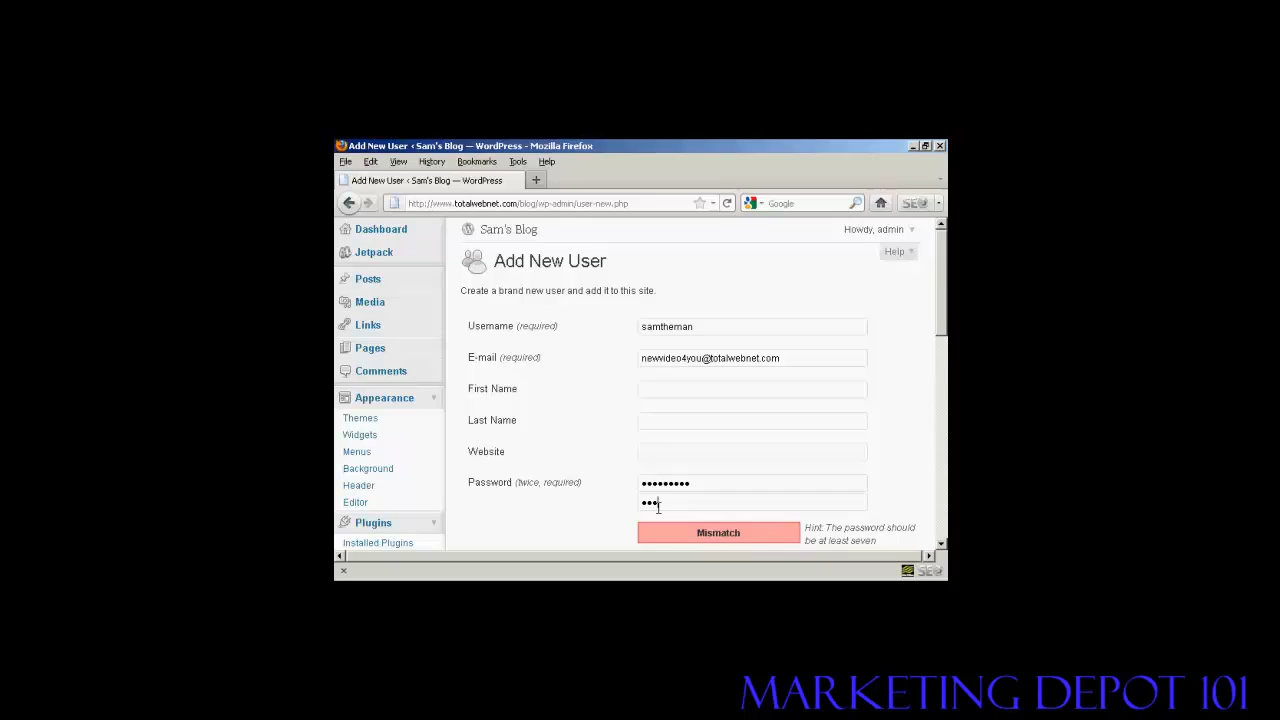 Add New User ‹ Sam's Blog — WordPress - Mozilla Firefox
File Edit View History Bookmarks Tools Help
Add New User ‹ Sam's Blog — WordPress
http://www.totalwebnet.com/blog/wp-admin/user-new.php Google SEO
Dashboard
Jetpack
Posts
Media
Links
Pages
Comments
Appearance
Themes
Widgets
Menus
Background
Header
Editor
Plugins
Installed Plugins
Sam's Blog Howdy, admin
Help
Add New User
Create a brand new user and add it to this site.
Username (required) samtheman
E-mail (required) newvideo4you@totalwebnet.com
First Name
Last Name
Website
Password (twice, required) •••••••••
Mismatch
Hint: The password should
be at least seven
SEO
MARKETING DEPOT 101